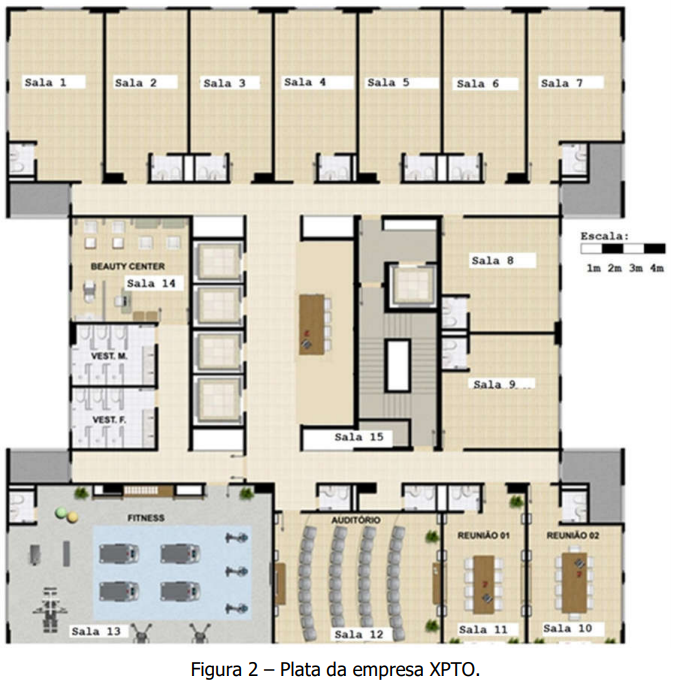 Sala 1
Sala 2
Sala 3
Sala 4
Sala 5
Sala 6
Sala 7
Escala:
1m 2m 3m 4m
BEAUTY CENTER
Sala 14
Sala 8
VEST. M.
Sala 9
VEST. F.
Sala 15
FITNESS
AUDITÓRIO
REUNIÃO 01
REUNIÃO 02
Sala 13
Sala 12
Sala 11
Sala 10
Figura 2 – Plata da empresa XPTO.